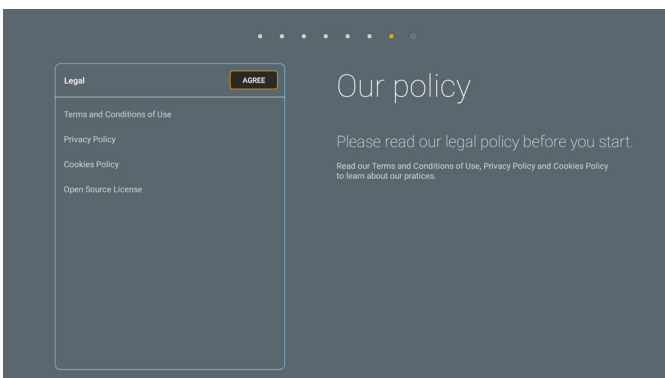 Legal
AGREE
Terms and Conditions of Use
Privacy Policy
Cookies Policy
Open Source License
Our policy
Please read our legal policy before you start.
Read our Terms and Conditions of Use, Privacy Policy and Cookies Policy
to learn about our pratices.